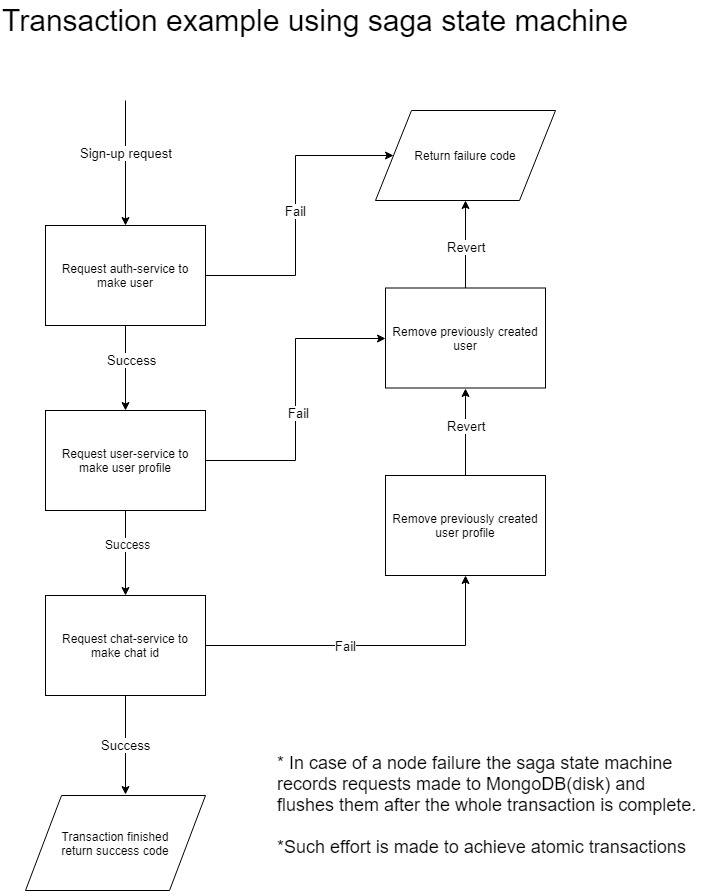 Transaction example using saga state machine
Sign-up request
Return failure code
Fail
Request auth-service to
make user
Revert
Success
Remove previously created
user
Fail
Revert
Request user-service to
make user profile
Remove previously created
user profile
Success
Request chat-service to
make chat id
Fail
Success
* In case of a node failure the saga state machine
records requests made to MongoDB(disk) and
flushes them after the whole transaction is complete.
*Such effort is made to achieve atomic transactions
Transaction finished
return success code